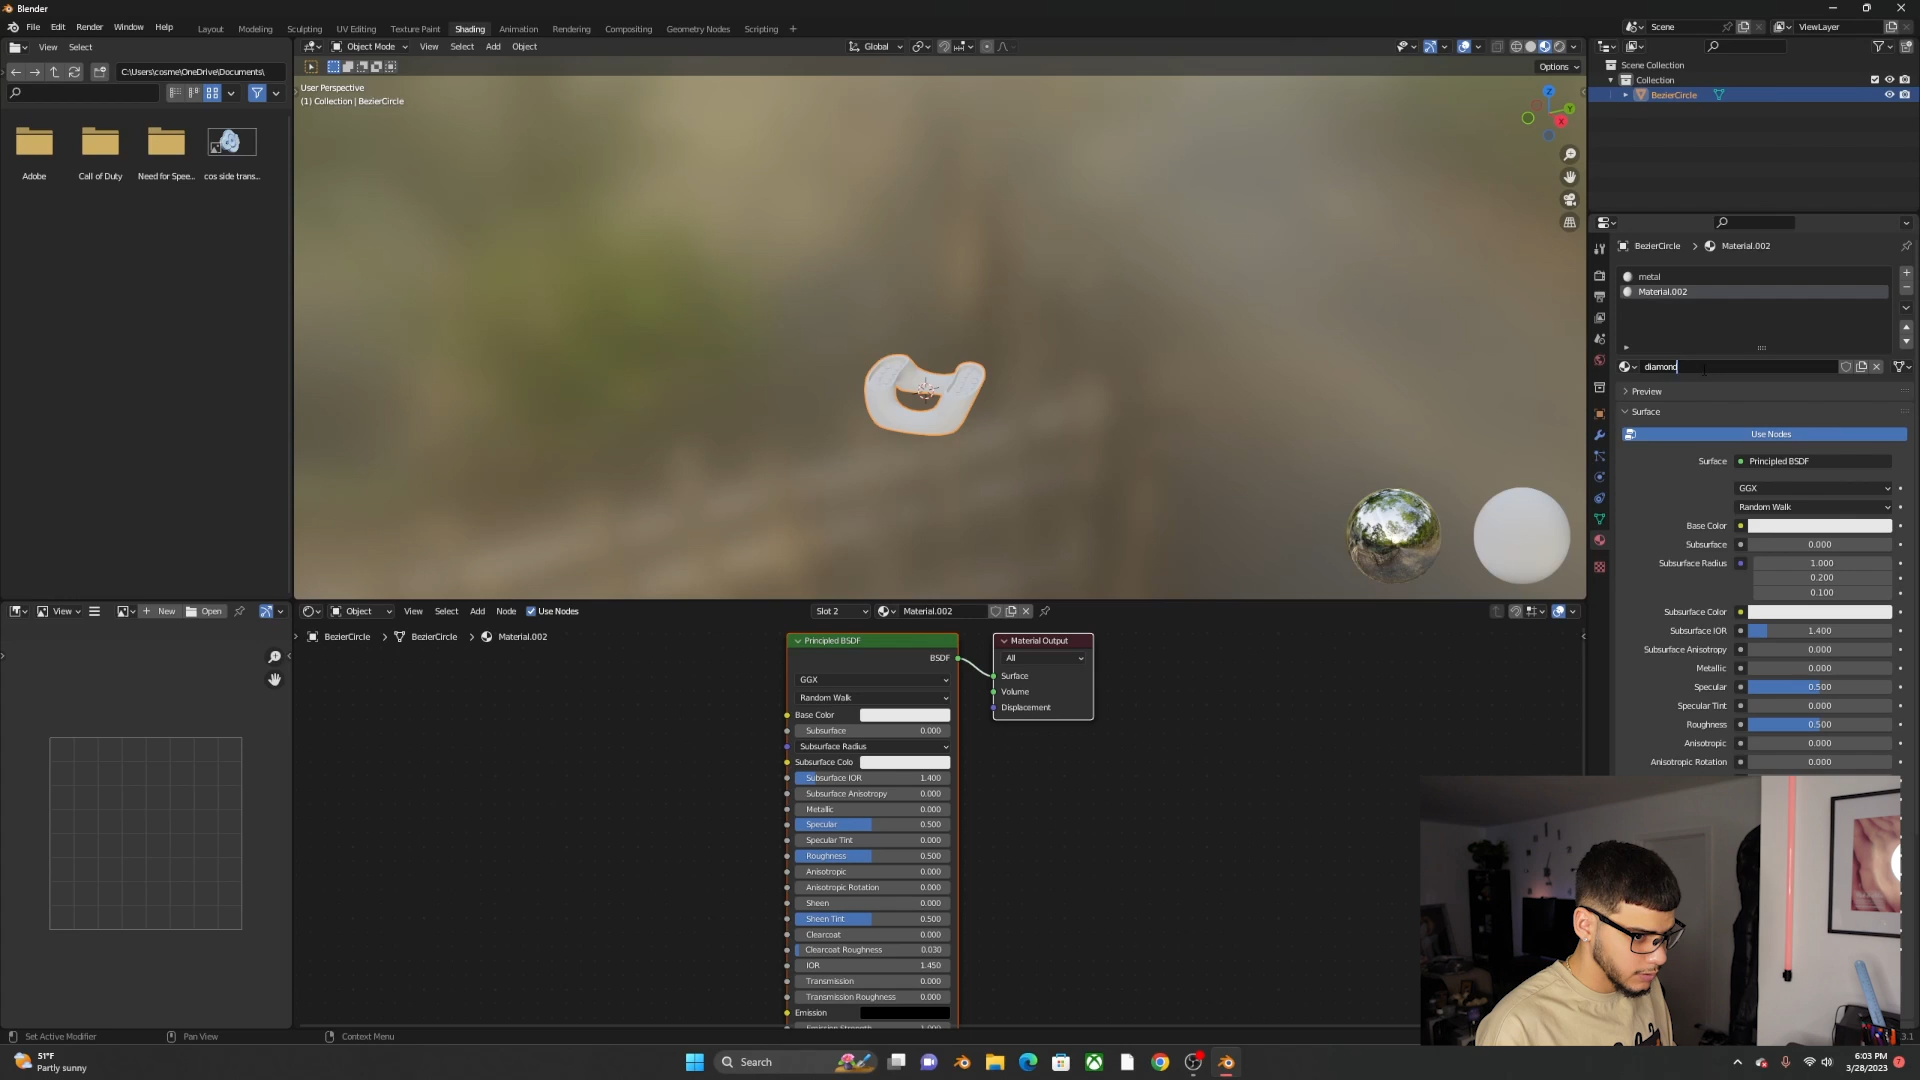 Blender
File Edit Render Window Help
Layout Modeling Sculpting UV Editing Texture Paint Shading Animation Rendering Compositing Geometry Nodes Scripting +
Scene
ViewLayer
View Select
Object Mode View Select Add Object
Global
C:\Users\cosme\OneDrive\Documents\
Options
User Perspective
(1) Collection | BezierCircle
Adobe
Call of Duty
Need for Spee...
cos side trans...
Z
Y
X
Scene Collection
Collection
BezierCircle
BezierCircle > Material.002
metal
Material.002
diamond
Preview
Surface
Use Nodes
Surface Principled BSDF
GGX
Random Walk
Base Color
Subsurface 0.000
Subsurface Radius 1.000
0.200
0.100
Subsurface Color
Subsurface IOR 1.400
Subsurface Anisotropy 0.000
Metallic 0.000
Specular 0.500
Specular Tint 0.000
Roughness 0.500
Anisotropic 0.000
Anisotropic Rotation 0.000
View
New
Open
Object View Select Add Node Use Nodes
Slot 2
Material.002
BezierCircle > BezierCircle > Material.002
Principled BSDF
BSDF
GGX
Random Walk
Base Color
Subsurface 0.000
Subsurface Radius
Subsurface Colo
Subsurface IOR 1.400
Subsurface Anisotropy 0.000
Metallic 0.000
Specular 0.500
Specular Tint 0.000
Roughness 0.500
Anisotropic 0.000
Anisotropic Rotation 0.000
Sheen 0.000
Sheen Tint 0.500
Clearcoat 0.000
Clearcoat Roughness 0.030
IOR 1.450
Transmission 0.000
Transmission Roughness 0.000
Emission
Emission Strength 1.000
Material Output
All
Surface
Volume
Displacement
Set Active Modifier
Pan View
Context Menu
3.1
51°F
Partly sunny
Search
6:03 PM
3/28/2023
7